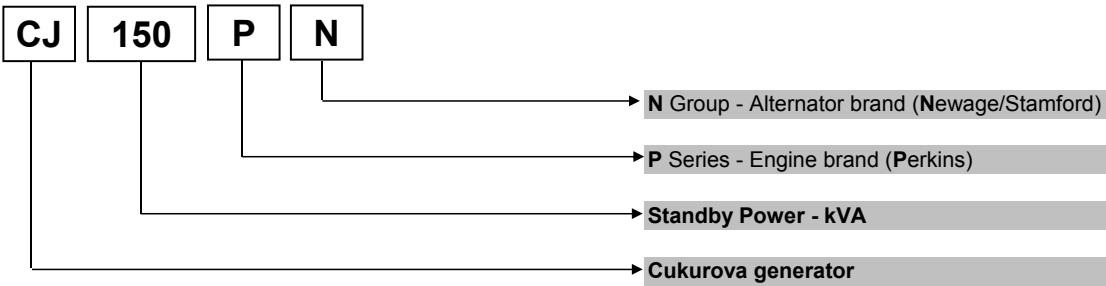 CJ 150 P N
N Group - Alternator brand (Newage/Stamford)
P Series - Engine brand (Perkins)
Standby Power - kVA
Cukurova generator